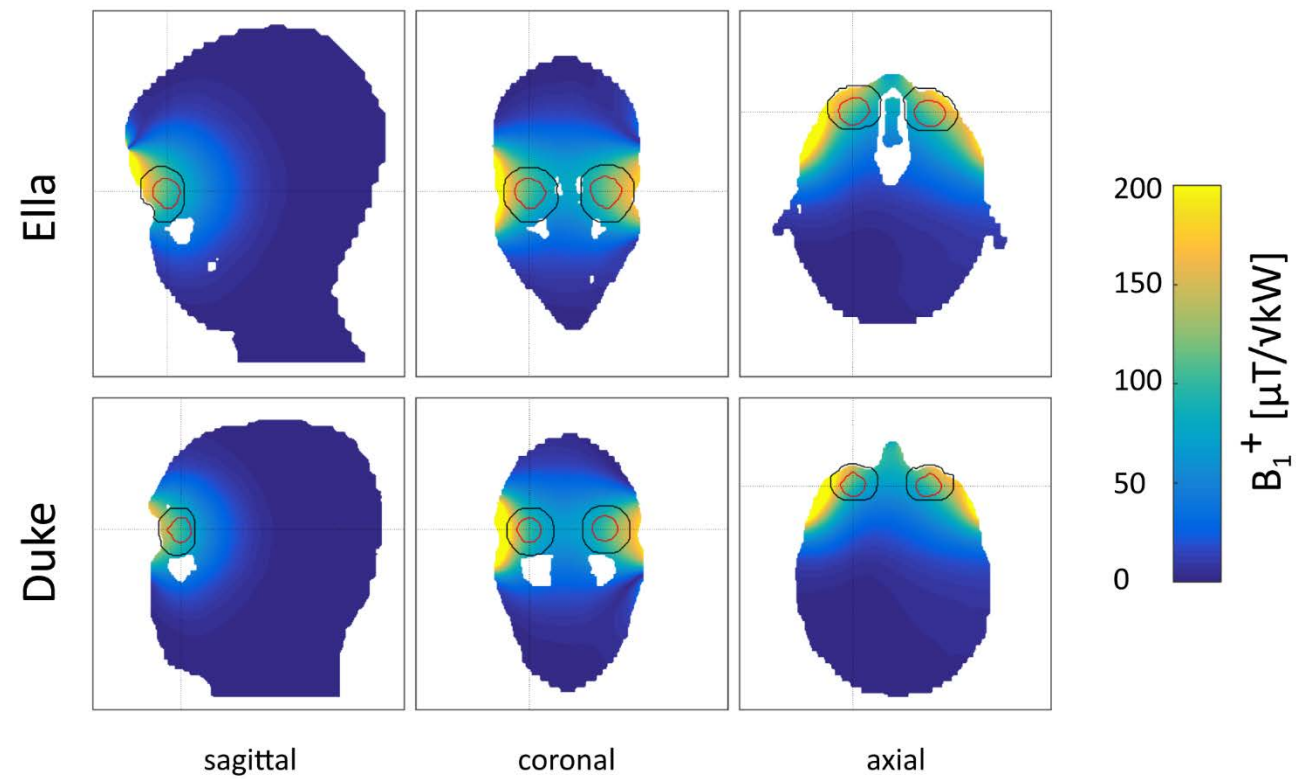 Ella
Duke
sagittal
coronal
axial
200
150
100
50
0
B₁⁺ [µT/√kW]